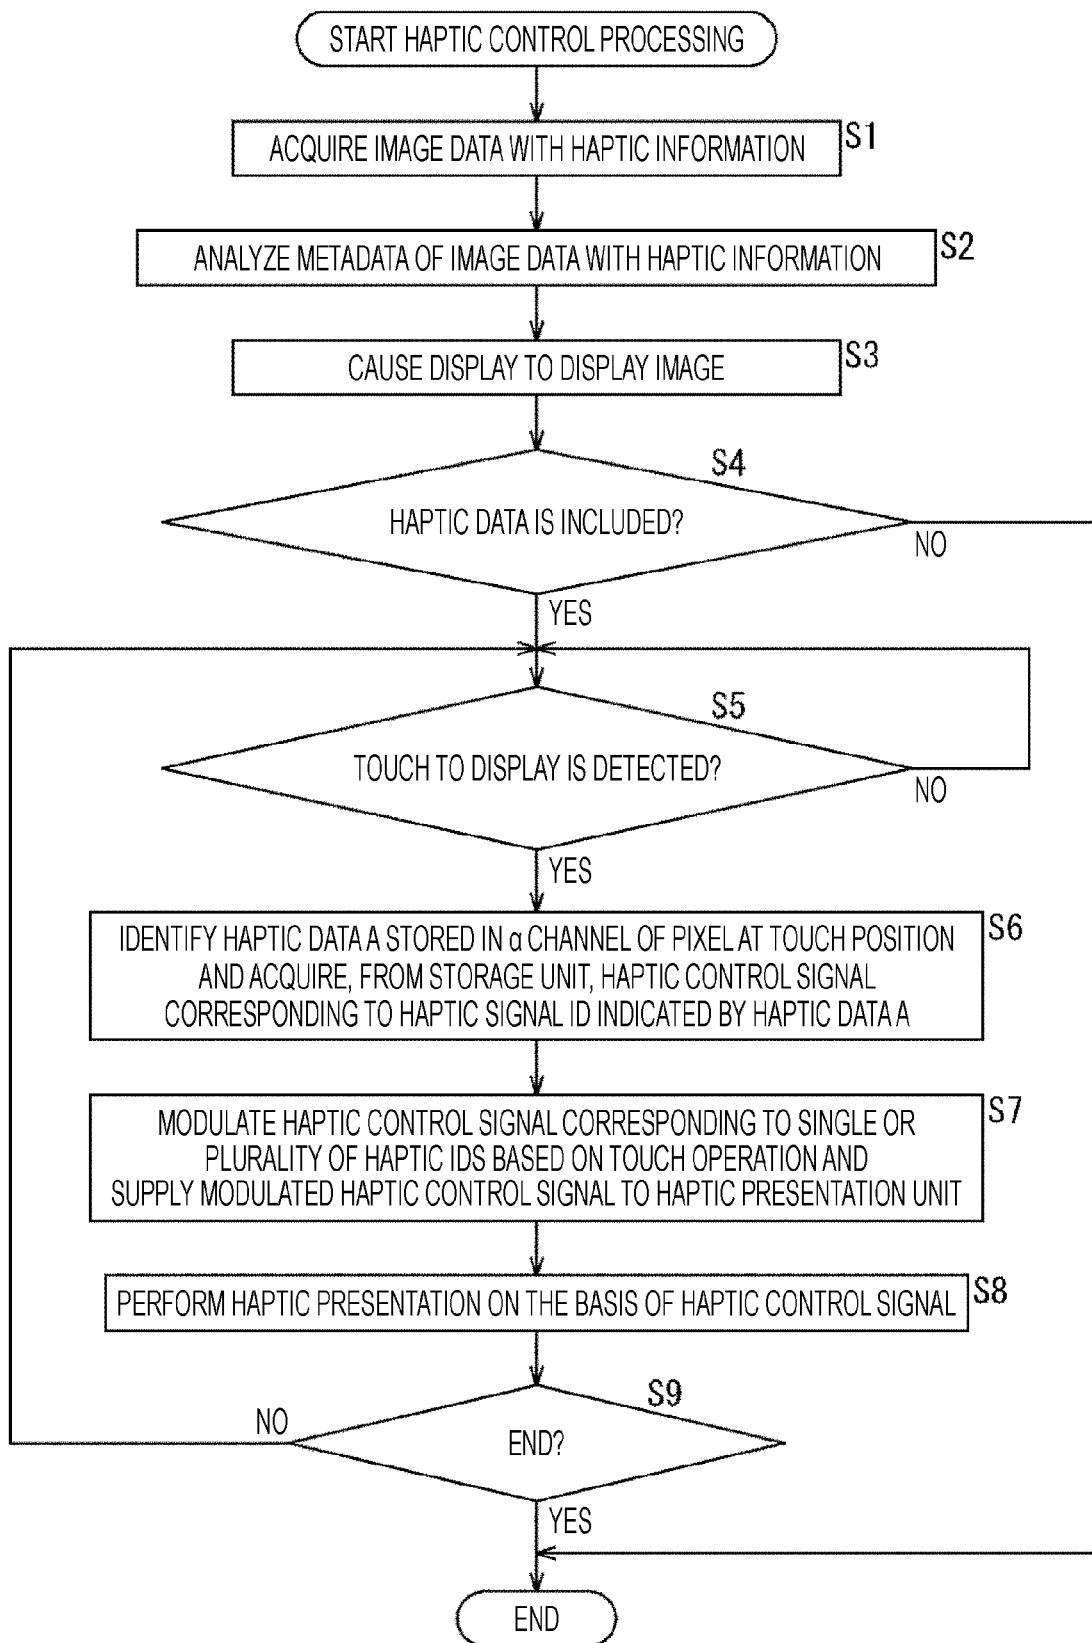 START HAPTIC CONTROL PROCESSING
S1
ACQUIRE IMAGE DATA WITH HAPTIC INFORMATION
S2
ANALYZE METADATA OF IMAGE DATA WITH HAPTIC INFORMATION
S3
CAUSE DISPLAY TO DISPLAY IMAGE
S4
HAPTIC DATA IS INCLUDED?
NO
YES
S5
TOUCH TO DISPLAY IS DETECTED?
NO
YES
S6
IDENTIFY HAPTIC DATA A STORED IN α CHANNEL OF PIXEL AT TOUCH POSITION
AND ACQUIRE, FROM STORAGE UNIT, HAPTIC CONTROL SIGNAL
CORRESPONDING TO HAPTIC SIGNAL ID INDICATED BY HAPTIC DATA A
S7
MODULATE HAPTIC CONTROL SIGNAL CORRESPONDING TO SINGLE OR
PLURALITY OF HAPTIC IDS BASED ON TOUCH OPERATION AND
SUPPLY MODULATED HAPTIC CONTROL SIGNAL TO HAPTIC PRESENTATION UNIT
S8
PERFORM HAPTIC PRESENTATION ON THE BASIS OF HAPTIC CONTROL SIGNAL
S9
NO
END?
YES
END